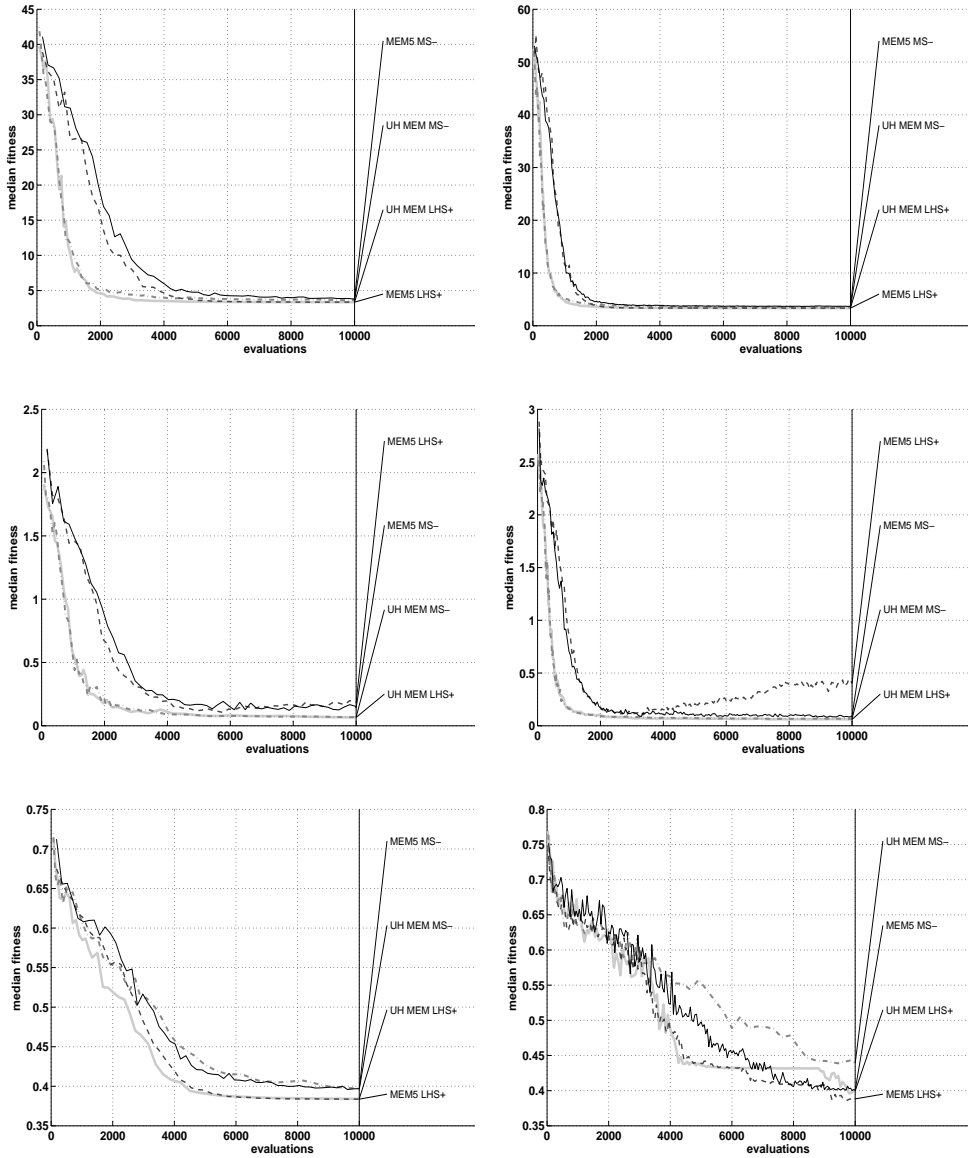 45
40
35
30
25
20
15
10
5
0
median fitness
0 2000 4000 6000 8000 10000
evaluations
MEM5 MS–
UH MEM MS–
UH MEM LHS+
MEM5 LHS+
60
50
40
30
20
10
0
median fitness
0 2000 4000 6000 8000 10000
evaluations
MEM5 MS–
UH MEM MS–
UH MEM LHS+
MEM5 LHS+
2.5
2
1.5
1
0.5
0
median fitness
0 2000 4000 6000 8000 10000
evaluations
MEM5 LHS+
MEM5 MS–
UH MEM MS–
UH MEM LHS+
3
2.5
2
1.5
1
0.5
0
median fitness
0 2000 4000 6000 8000 10000
evaluations
MEM5 LHS+
MEM5 MS–
UH MEM MS–
UH MEM LHS+
0.75
0.7
0.65
0.6
0.55
0.5
0.45
0.4
0.35
median fitness
0 2000 4000 6000 8000 10000
evaluations
MEM5 MS–
UH MEM MS–
UH MEM LHS+
MEM5 LHS+
0.8
0.75
0.7
0.65
0.6
0.55
0.5
0.45
0.4
0.35
median fitness
0 2000 4000 6000 8000 10000
evaluations
UH MEM MS–
MEM5 MS–
UH MEM LHS+
MEM5 LHS+